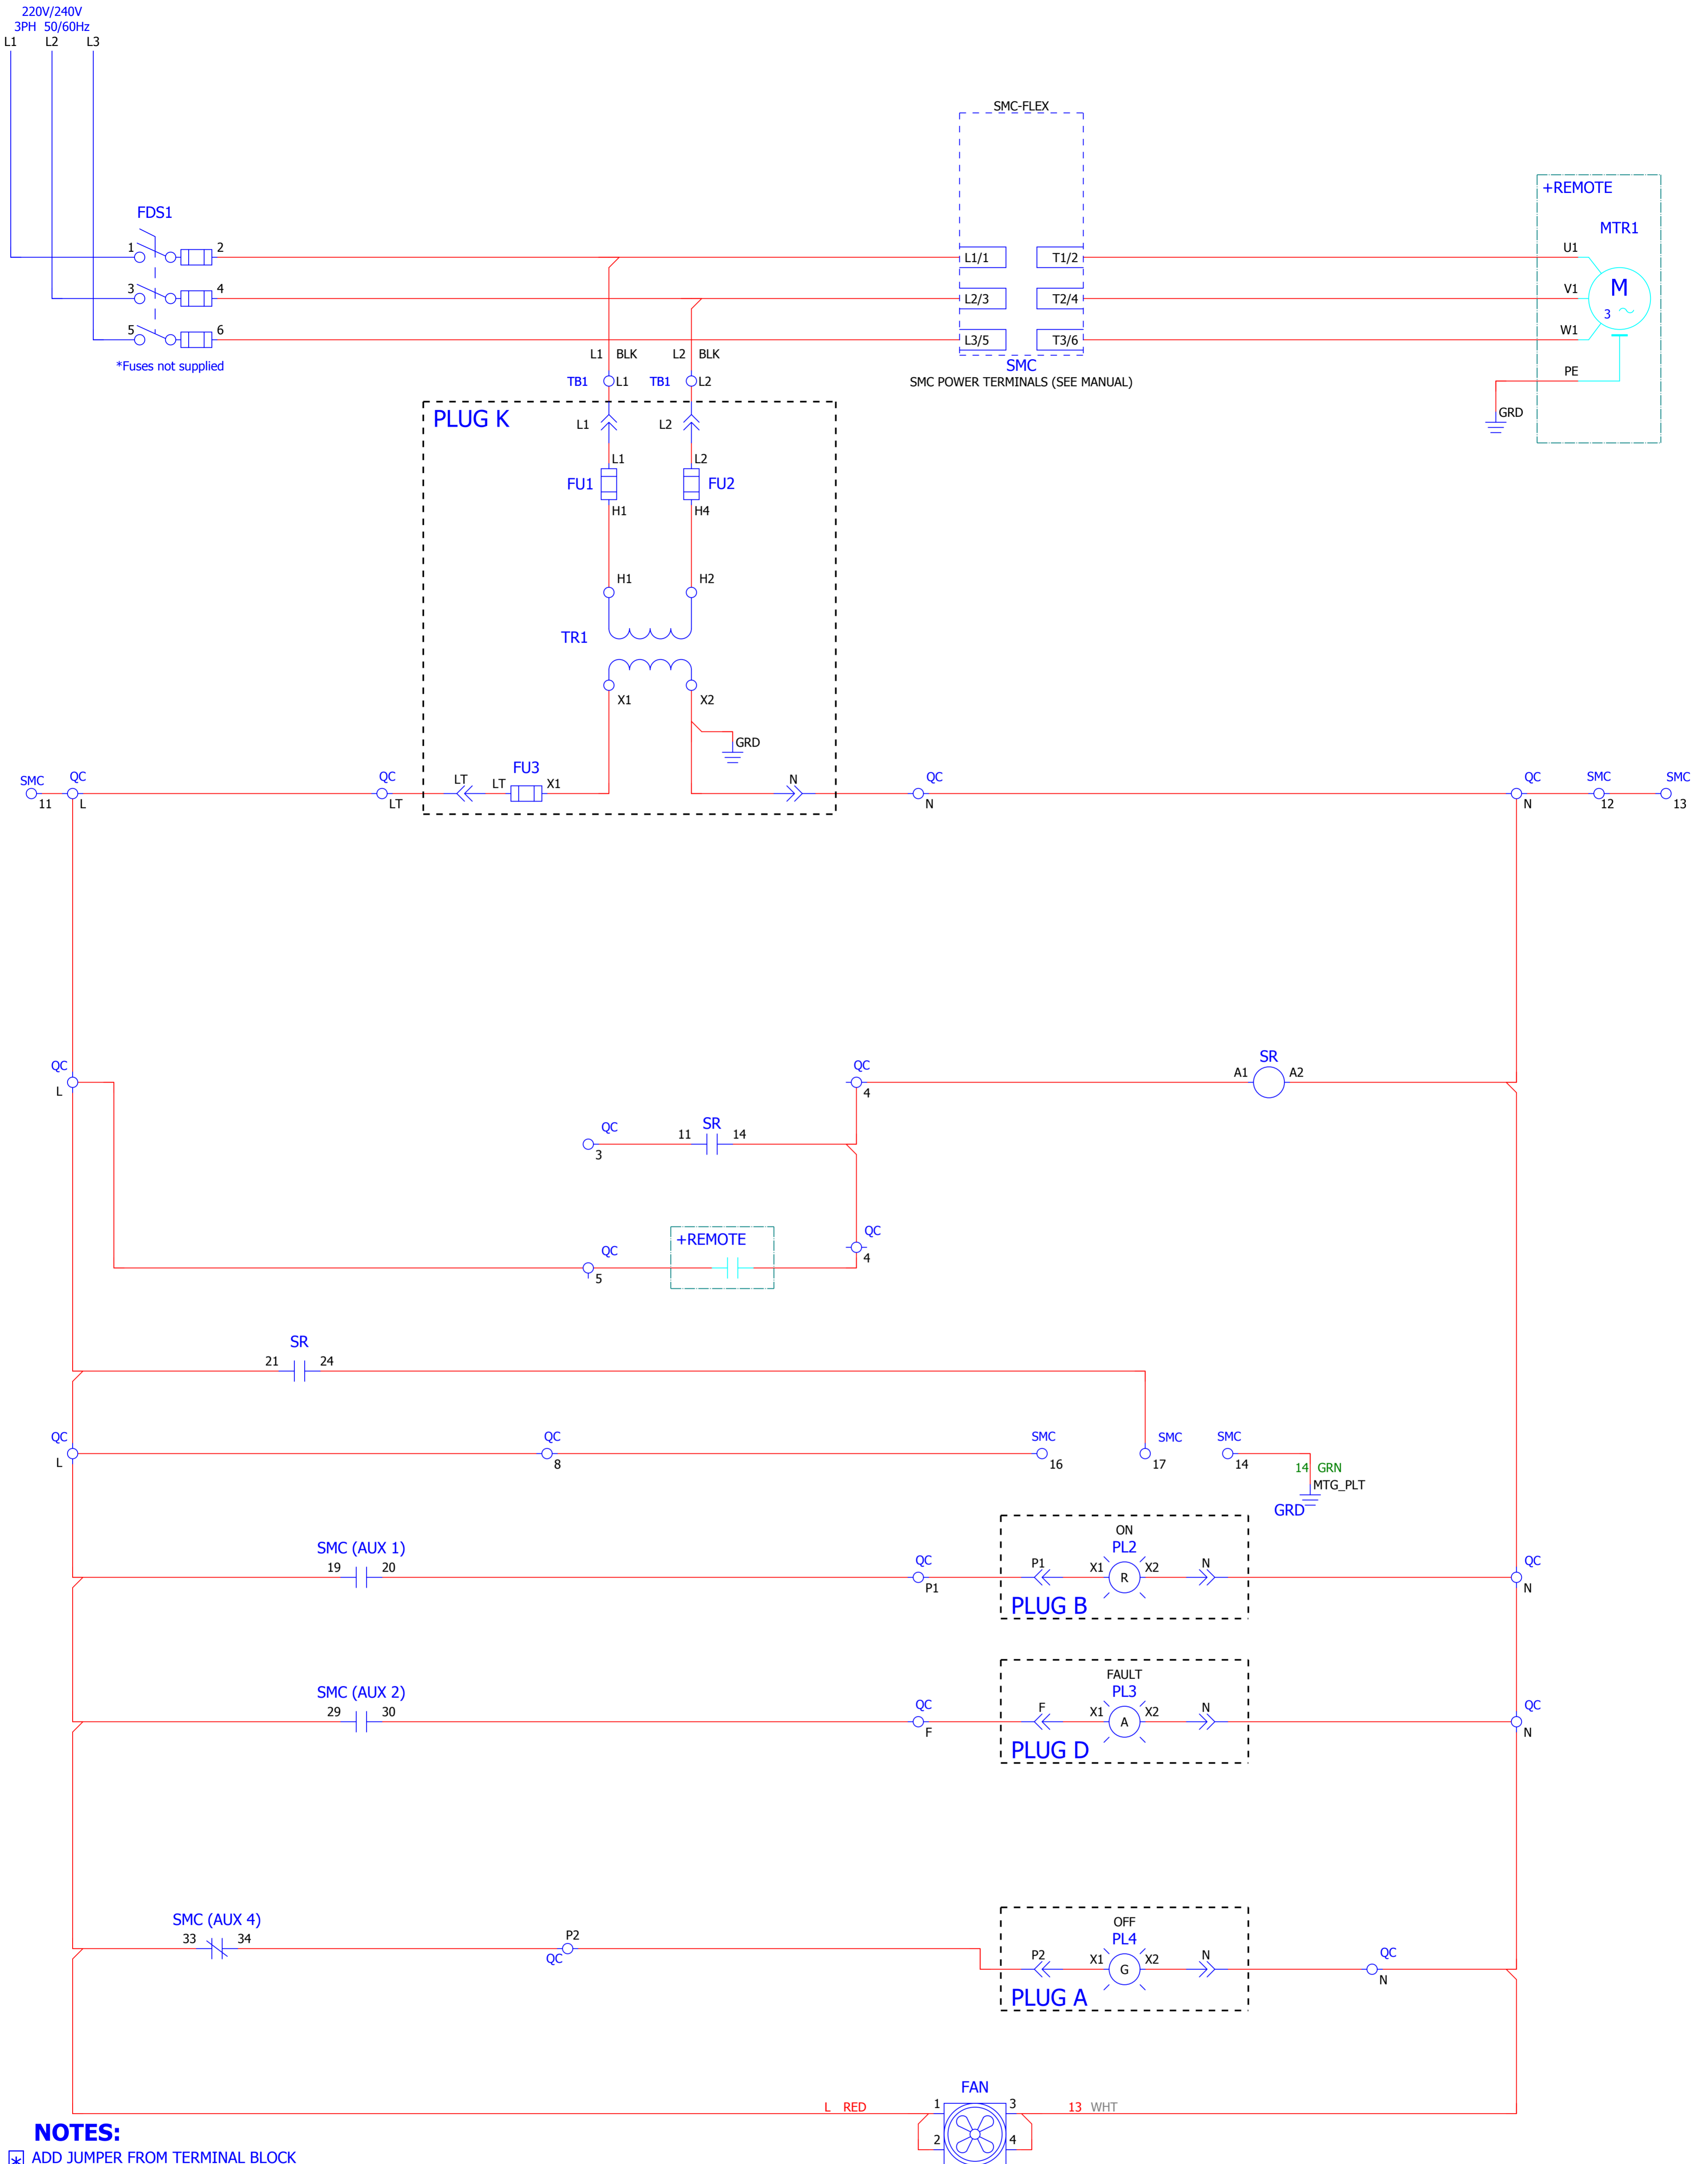 220V/240V
3PH 50/60Hz
L1 L2 L3
SMC-FLEX
+REMOTE
FDS1
MTR1
1 2 L1/1 T1/2 U1
3 4 L2/3 T2/4 V1 M
3
5 6 L3/5 T3/6 W1
*Fuses not supplied
L1 BLK L2 BLK
SMC
SMC POWER TERMINALS (SEE MANUAL)
PE
TB1 L1 TB1 L2
GRD
PLUG K
L1 L2
L1 L2
FU1 FU2
H1 H4
H1 H2
TR1
X1 X2
GRD
SMC QC QC LT LT FU3 X1 N QC QC SMC SMC
11 L LT N N 12 13
QC QC SR
L 4 A1 A2
QC 11 SR 14
3
+REMOTE QC
QC 4
5
SR
21 24
QC QC SMC SMC SMC
L 8 16 17 14
14 GRN
MTG_PLT
GRD
ON
SMC (AUX 1) PL2
19 20 QC P1 X1 R X2 N QC
P1 N
PLUG B
FAULT
SMC (AUX 2) PL3
29 30 QC F X1 A X2 N QC
F N
PLUG D
OFF
SMC (AUX 4) PL4
33 34 P2 P2 X1 G X2 N QC
QC N
PLUG A
FAN
L RED 1 3 13 WHT
2 4
NOTES:
* ADD JUMPER FROM TERMINAL BLOCK